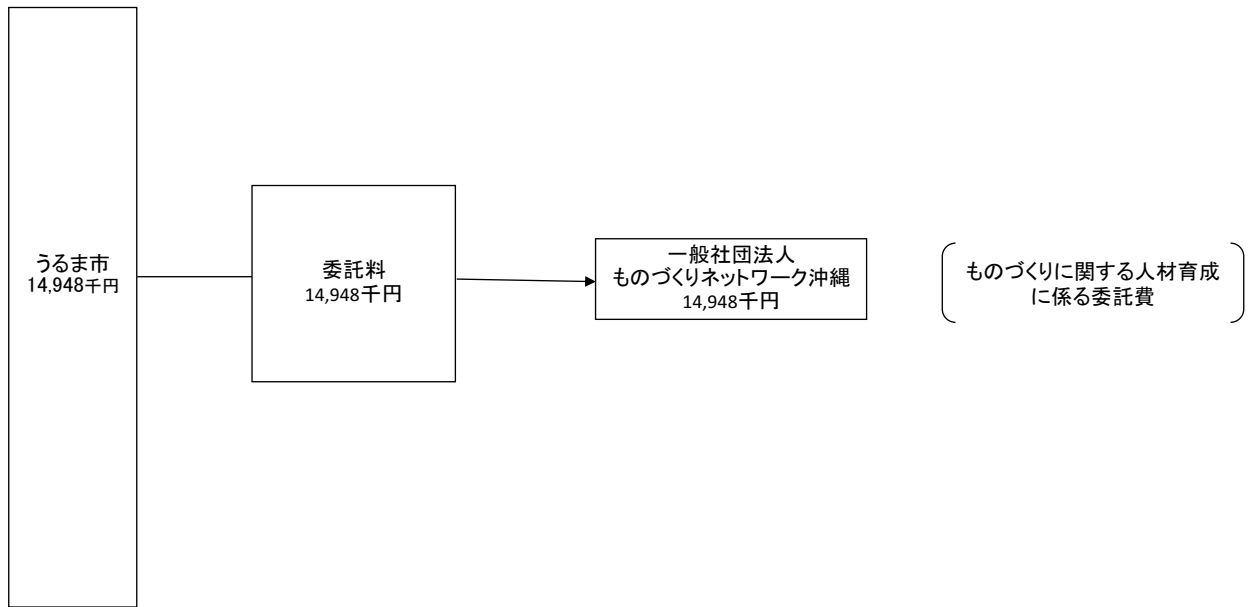 うるま市
14,948千円
委託料
14,948千円
一般社団法人
ものづくりネットワーク沖縄
14,948千円
ものづくりに関する人材育成
に係る委託費